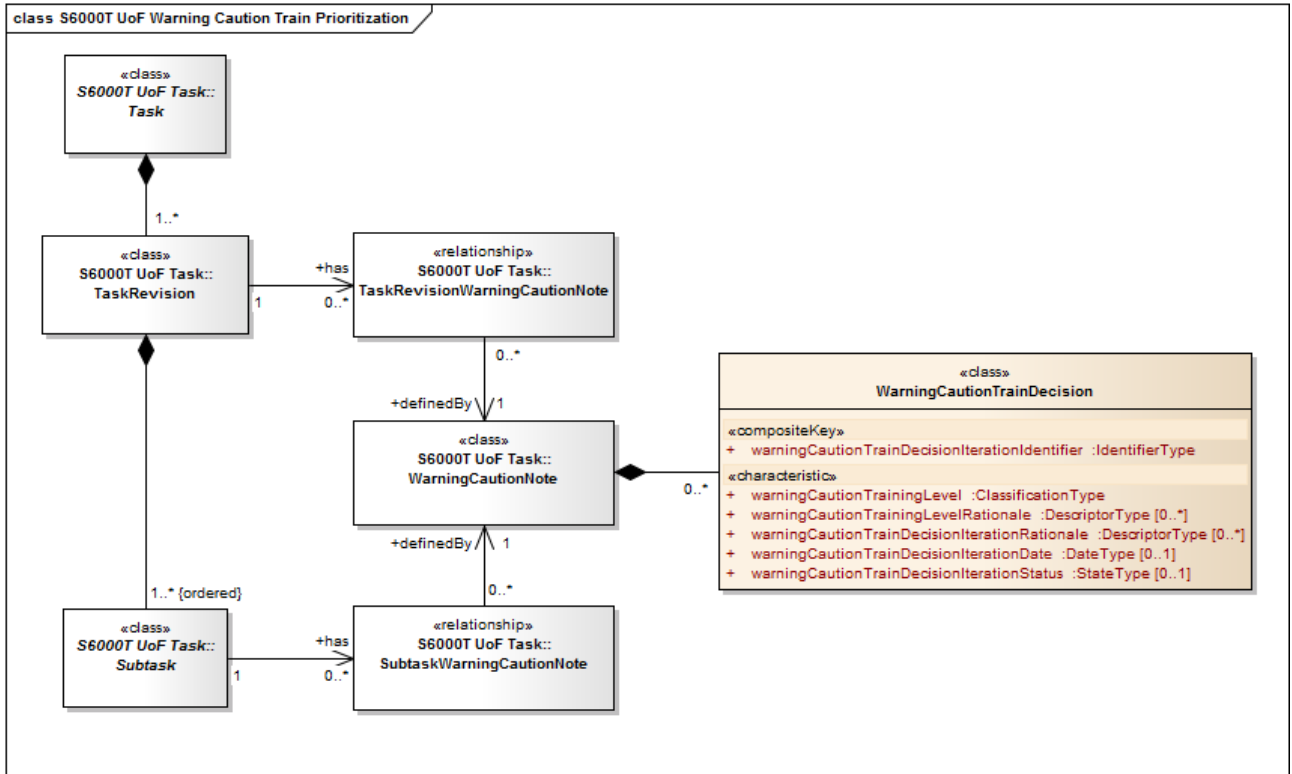 class S6000T UoF Warning Caution Train Prioritization
«class»
S6000T UoF Task::
Task
1..*
«class»
S6000T UoF Task::
TaskRevision
1
+has
0..*
«relationship»
S6000T UoF Task::
TaskRevisionWarningCautionNote
0..*
+definedBy
1
«class»
S6000T UoF Task::
WarningCautionNote
0..*
«class»
WarningCautionTrainDecision
«compositeKey»
+ warningCautionTrainDecisionIterationIdentifier :IdentifierType
«characteristic»
+ warningCautionTrainingLevel :ClassificationType
+ warningCautionTrainingLevelRationale :DescriptorType [0..*]
+ warningCautionTrainDecisionIterationRationale :DescriptorType [0..*]
+ warningCautionTrainDecisionIterationDate :DateType [0..1]
+ warningCautionTrainDecisionIterationStatus :StateType [0..1]
+definedBy
1
0..*
1..* {ordered}
«class»
S6000T UoF Task::
Subtask
1
+has
0..*
«relationship»
S6000T UoF Task::
SubtaskWarningCautionNote